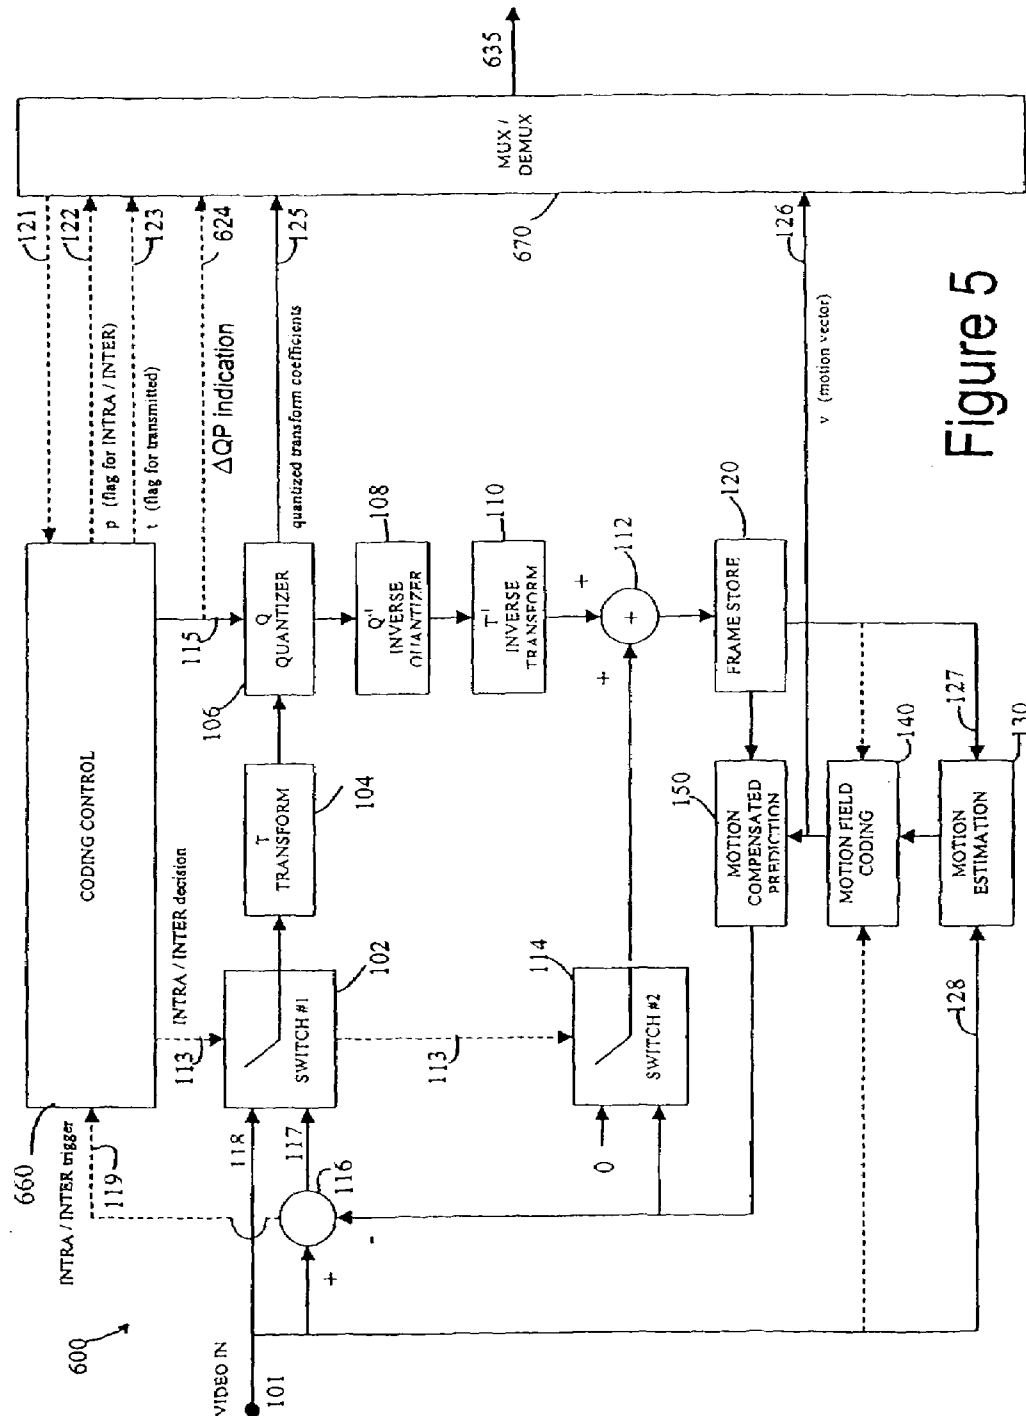 600
VIDEO IN
101
INTRA / INTER trigger
119
660
CODING CONTROL
121
122
123
p (flag for INTRA / INTER)
t (flag for transmitted)
624
ΔQP indication
115
113
INTRA / INTER decision
118
117
116
+
-
SWITCH #1
102
T
TRANSFORM
104
Q
QUANTIZER
106
125
quantized transform coefficients
Q'
INVERSE
QUANTIZER
108
T'
INVERSE
TRANSFORM
110
113
0
SWITCH #2
114
+
+
+
112
FRAME STORE
120
MOTION
COMPENSATED
PREDICTION
150
MOTION FIELD
CODING
140
MOTION
ESTIMATION
130
127
128
v (motion vector)
126
MUX /
DEMUX
670
635
Figure 5